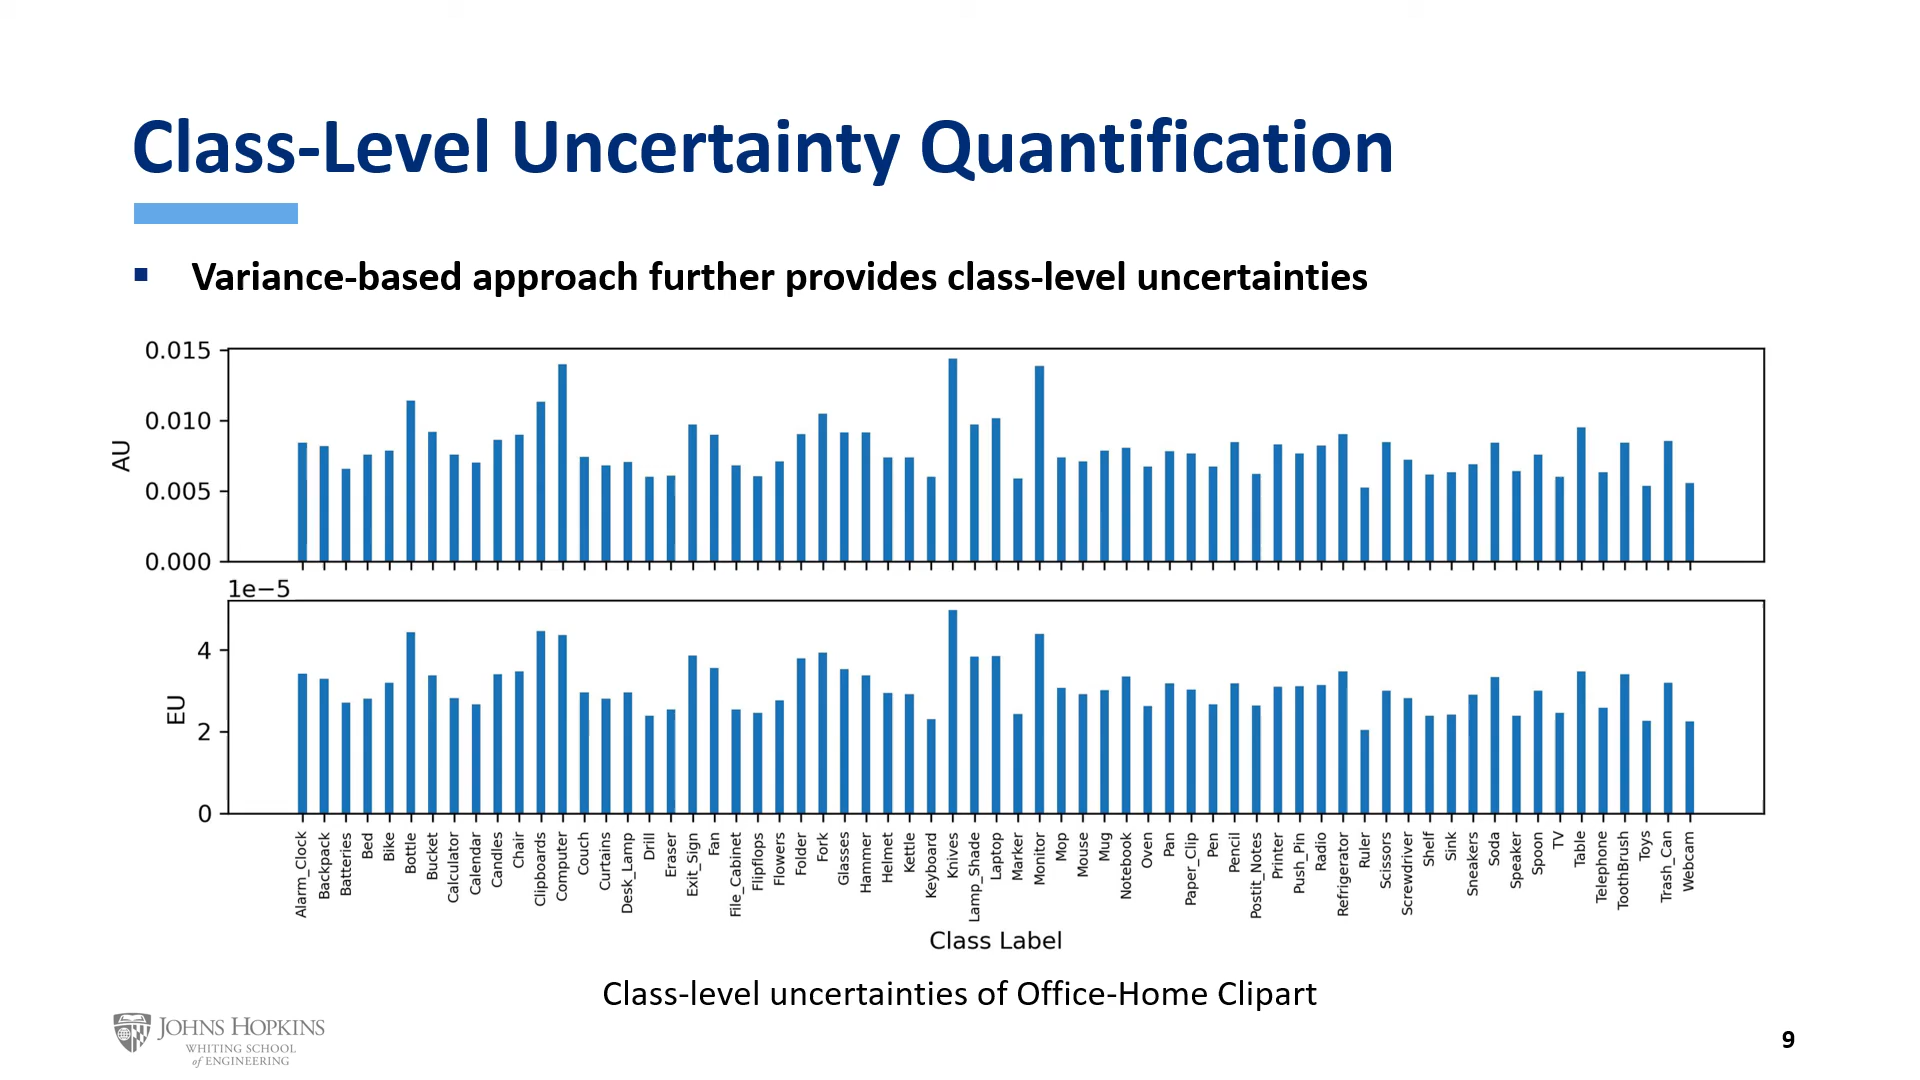 Class-Level Uncertainty Quantification
▪ Variance-based approach further provides class-level uncertainties
0.015
0.010
0.005
0.000
AU
1e−5
4
2
0
EU
Alarm_Clock
Backpack
Batteries
Bed
Bike
Bottle
Bucket
Calculator
Calendar
Candles
Chair
Clipboards
Computer
Couch
Curtains
Desk_Lamp
Drill
Eraser
Exit_Sign
Fan
File_Cabinet
Flipflops
Flowers
Folder
Fork
Glasses
Hammer
Helmet
Kettle
Keyboard
Knives
Lamp_Shade
Laptop
Marker
Monitor
Mop
Mouse
Mug
Notebook
Oven
Pan
Paper_Clip
Pen
Pencil
Postit_Notes
Printer
Push_Pin
Radio
Refrigerator
Ruler
Scissors
Screwdriver
Shelf
Sink
Sneakers
Soda
Speaker
Spoon
TV
Table
Telephone
ToothBrush
Toys
Trash_Can
Webcam
Class Label
Class-level uncertainties of Office-Home Clipart
JOHNS HOPKINS
WHITING SCHOOL
of ENGINEERING
9